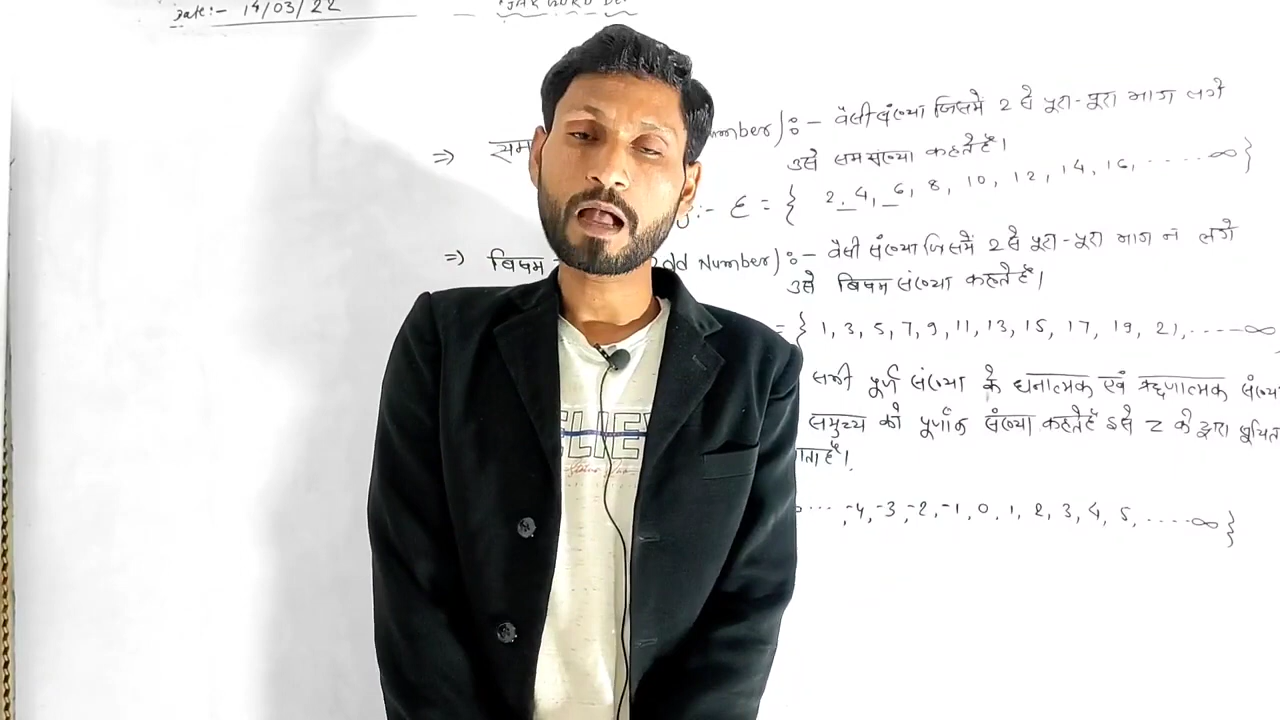 Date:- 14/03/22
⇒ सम umber):- वैसी संख्या जिसमें 2 से पूरा-पूरा भाग लगे
उसे सम संख्या कहते हैं।
:- E = { 2, 4, 6, 8, 10, 12, 14, 16, ..... ∞ }
⇒ विषम Odd Number):- वैसी संख्या जिसमें 2 से पूरा-पूरा भाग न लगे
उसे विषम संख्या कहते हैं।
= { 1, 3, 5, 7, 9, 11, 13, 15, 17, 19, 21, ..... ∞
सभी पूर्ण संख्या के धनात्मक एवं ऋणात्मक संख्या
समुच्य को पूर्णांक संख्या कहते हैं इसे Z के द्वारा सूचित
जाता है।
..... -4, -3, -2, -1, 0, 1, 2, 3, 4, 5, ..... ∞ }
ELIEV